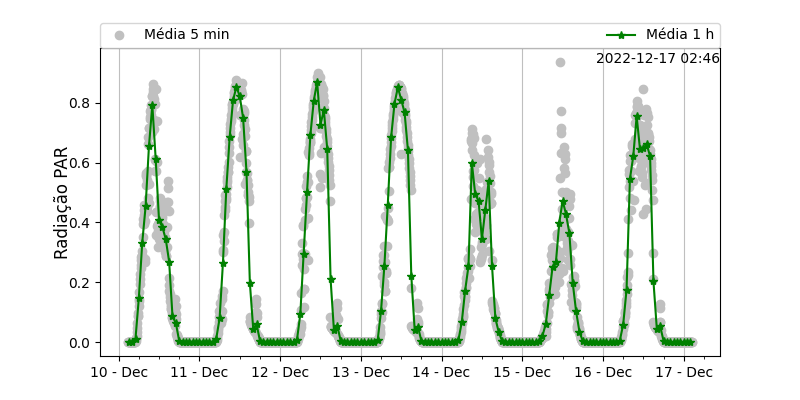 Média 5 min
Média 1 h
2022-12-17 02:46
Radiação PAR
0.8
0.6
0.4
0.2
0.0
10 - Dec
11 - Dec
12 - Dec
13 - Dec
14 - Dec
15 - Dec
16 - Dec
17 - Dec